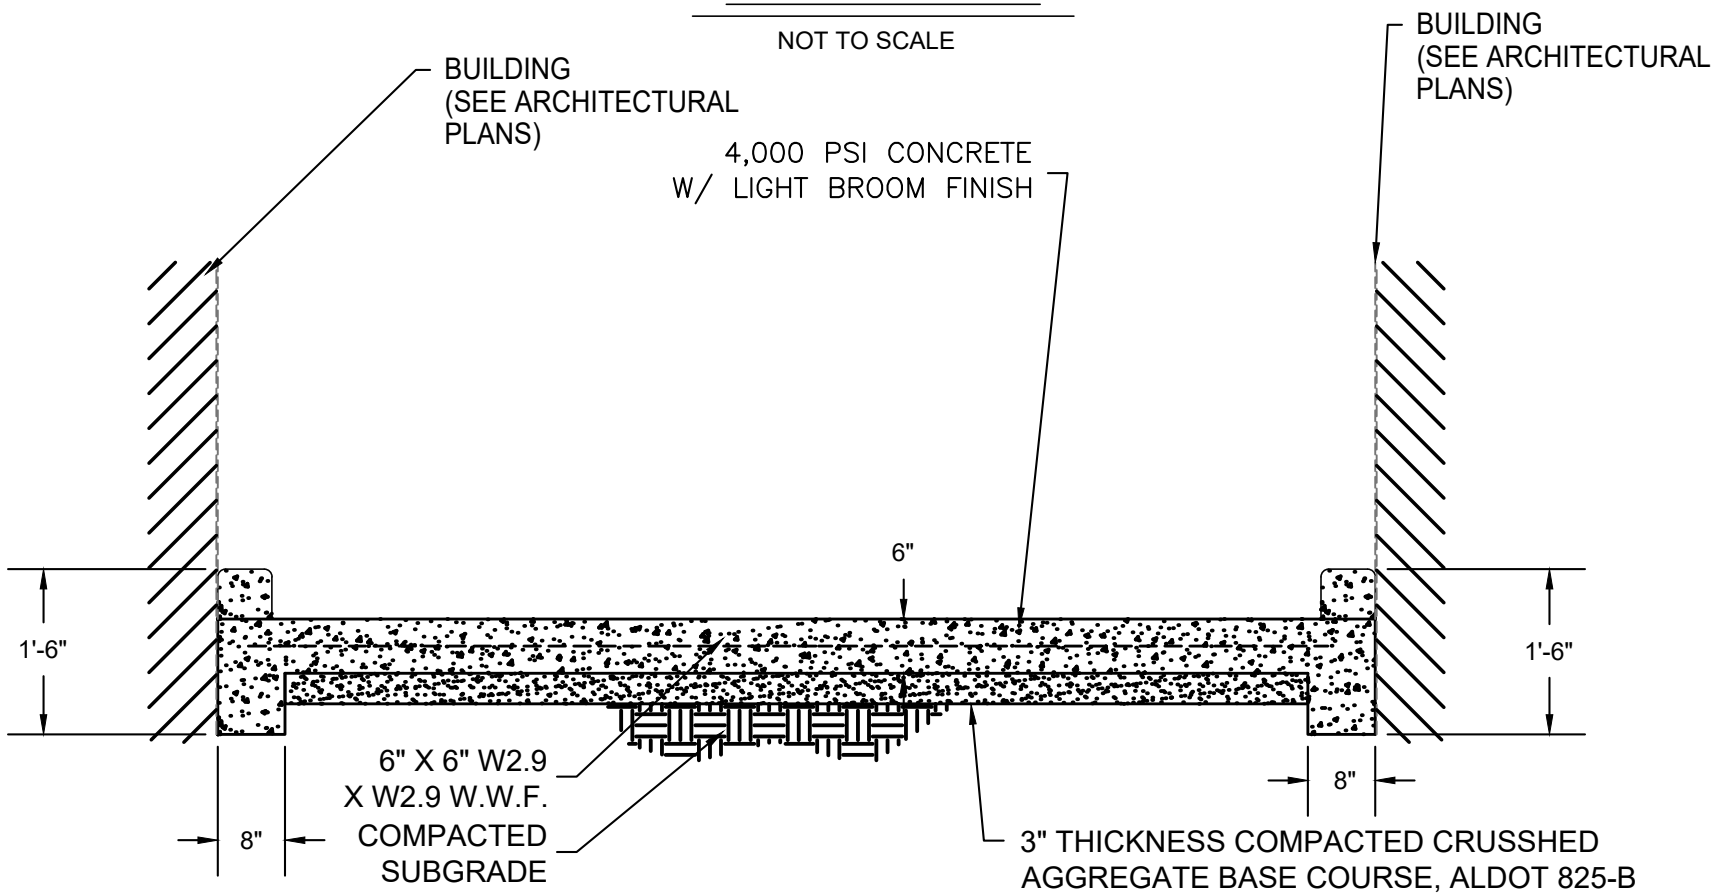 NOT TO SCALE
BUILDING
(SEE ARCHITECTURAL
PLANS)
BUILDING
(SEE ARCHITECTURAL
PLANS)
4,000 PSI CONCRETE
W/ LIGHT BROOM FINISH
6"
1'-6"
1'-6"
6" X 6" W2.9
X W2.9 W.W.F.
COMPACTED
SUBGRADE
8"
8"
3" THICKNESS COMPACTED CRUSSHED
AGGREGATE BASE COURSE, ALDOT 825-B